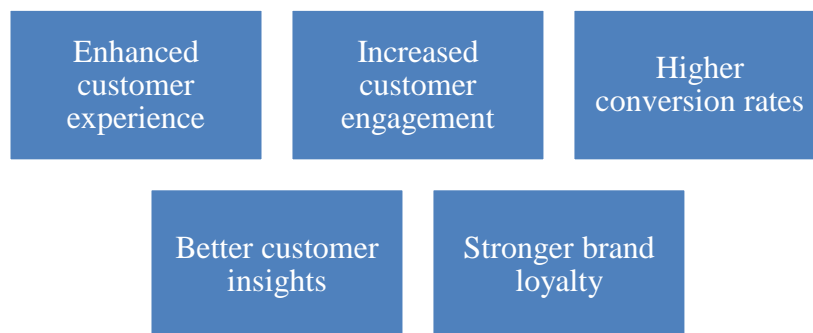 Enhanced
customer
experience
Increased
customer
engagement
Higher
conversion rates
Better customer
insights
Stronger brand
loyalty